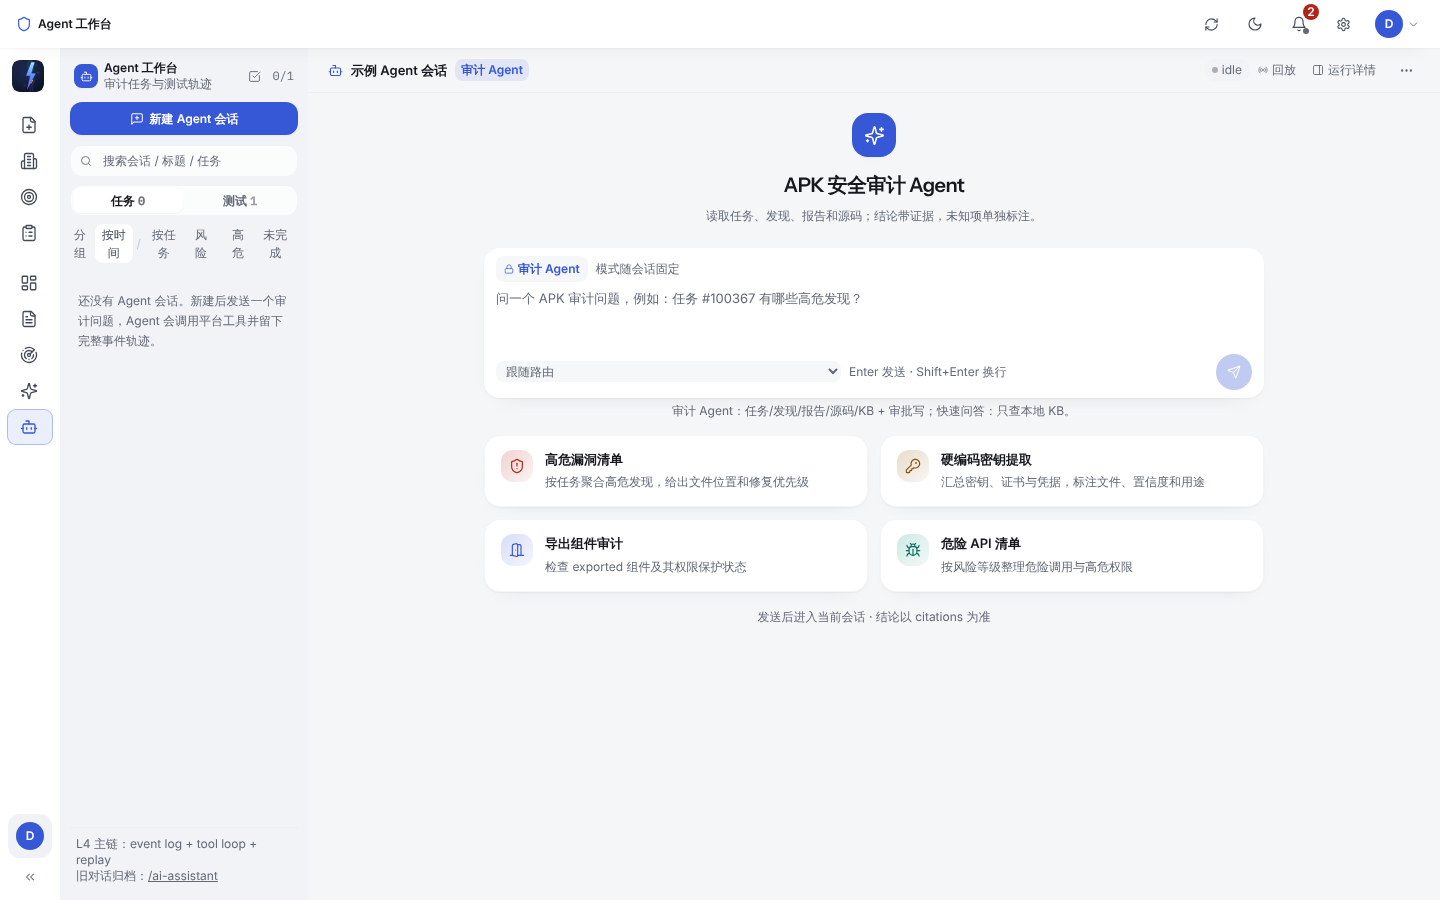 Agent 工作台
2
D
Agent 工作台
审计任务与测试轨迹
0/1
新建 Agent 会话
搜索会话 / 标题 / 任务
任务 0
测试 1
分组
按时间
/
按任务
风险
高危
未完成
还没有 Agent 会话。新建后发送一个审
计问题，Agent 会调用平台工具并留下
完整事件轨迹。
L4 主链：event log + tool loop +
replay
旧对话归档：/ai-assistant
D
示例 Agent 会话
审计 Agent
idle
回放
运行详情
APK 安全审计 Agent
读取任务、发现、报告和源码；结论带证据，未知项单独标注。
审计 Agent
模式随会话固定
问一个 APK 审计问题，例如：任务 #100367 有哪些高危发现？
跟随路由
Enter 发送 · Shift+Enter 换行
审计 Agent：任务/发现/报告/源码/KB + 审批写；快速问答：只查本地 KB。
高危漏洞清单
按任务聚合高危发现，给出文件位置和修复优先级
硬编码密钥提取
汇总密钥、证书与凭据，标注文件、置信度和用途
导出组件审计
检查 exported 组件及其权限保护状态
危险 API 清单
按风险等级整理危险调用与高危权限
发送后进入当前会话 · 结论以 citations 为准